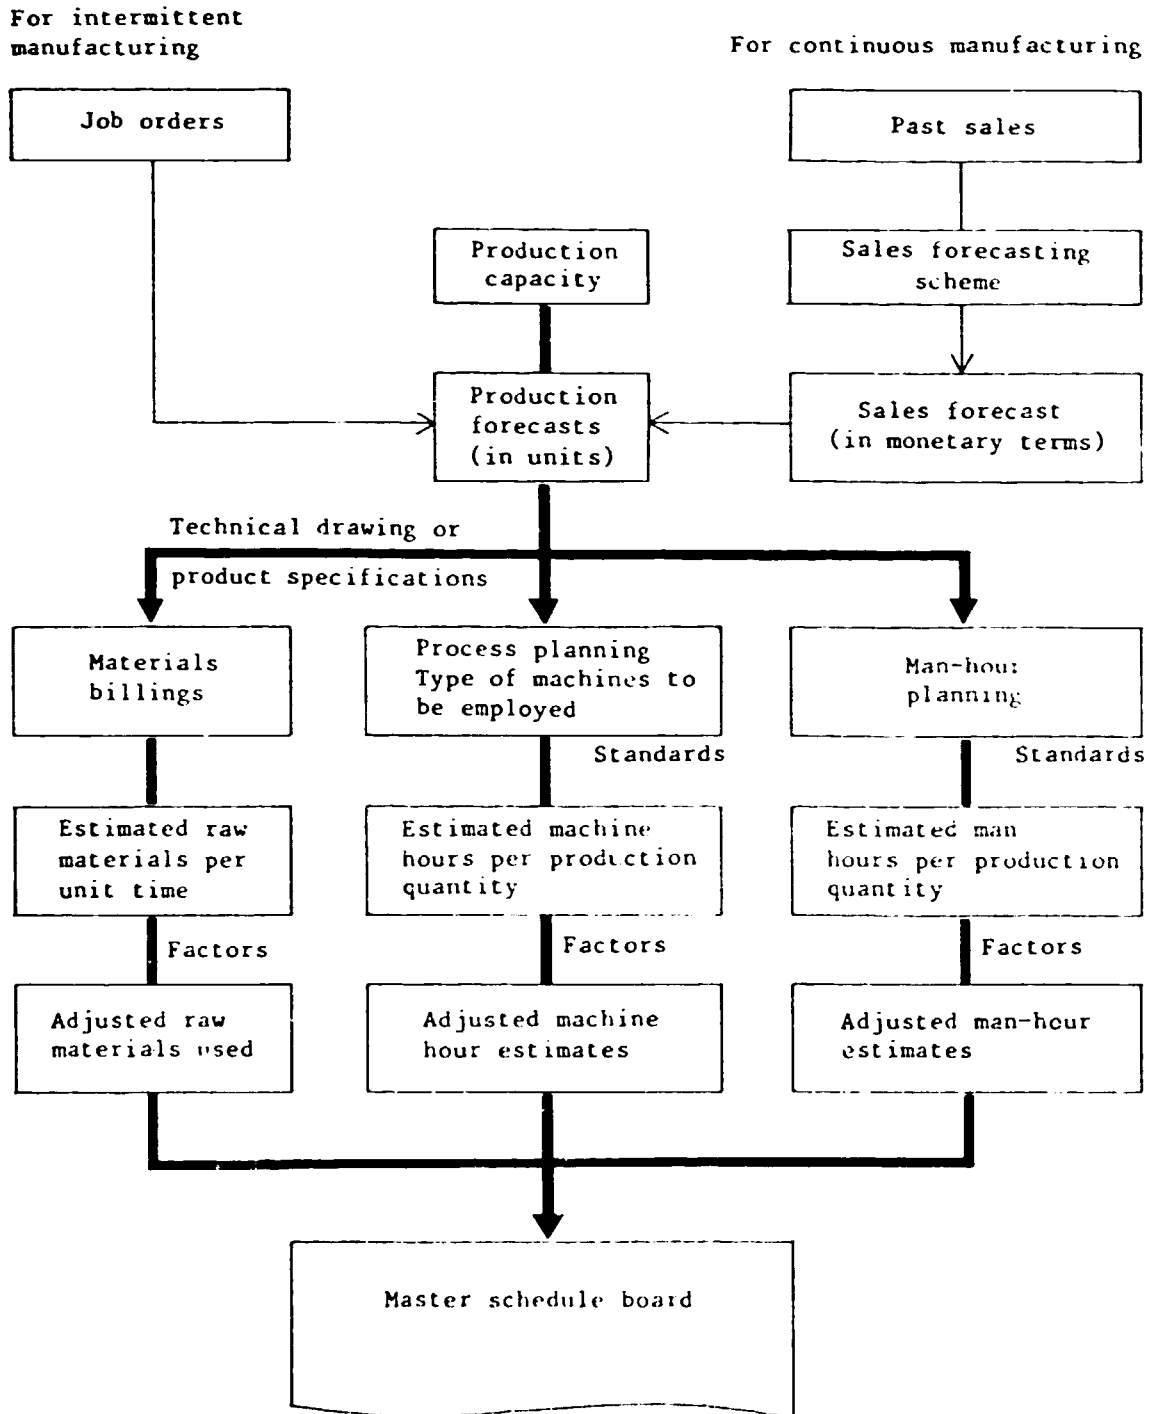 For intermittent
manufacturing
For continuous manufacturing
Job orders
Past sales
Production
capacity
Sales forecasting
scheme
Production
forecasts
(in units)
Sales forecast
(in monetary terms)
Technical drawing or
product specifications
Materials
billings
Process planning
Type of machines to
be employed
Man-hour
planning
Standards
Standards
Estimated raw
materials per
unit time
Estimated machine
hours per production
quantity
Estimated man
hours per production
quantity
Factors
Factors
Factors
Adjusted raw
materials used
Adjusted machine
hour estimates
Adjusted man-hour
estimates
Master schedule board